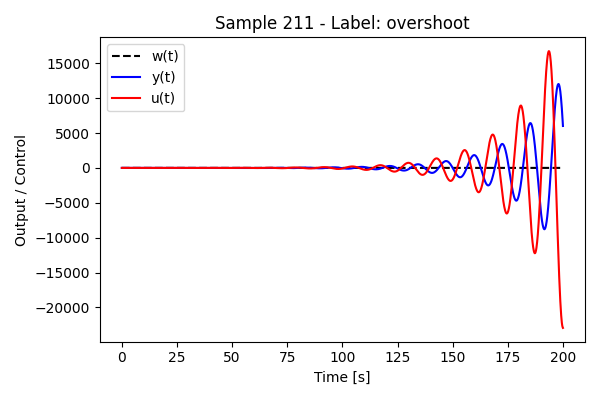 Sample 211 - Label: overshoot
w(t)
y(t)
u(t)
15000
10000
5000
0
−5000
−10000
−15000
−20000
Output / Control
0 25 50 75 100 125 150 175 200
Time [s]